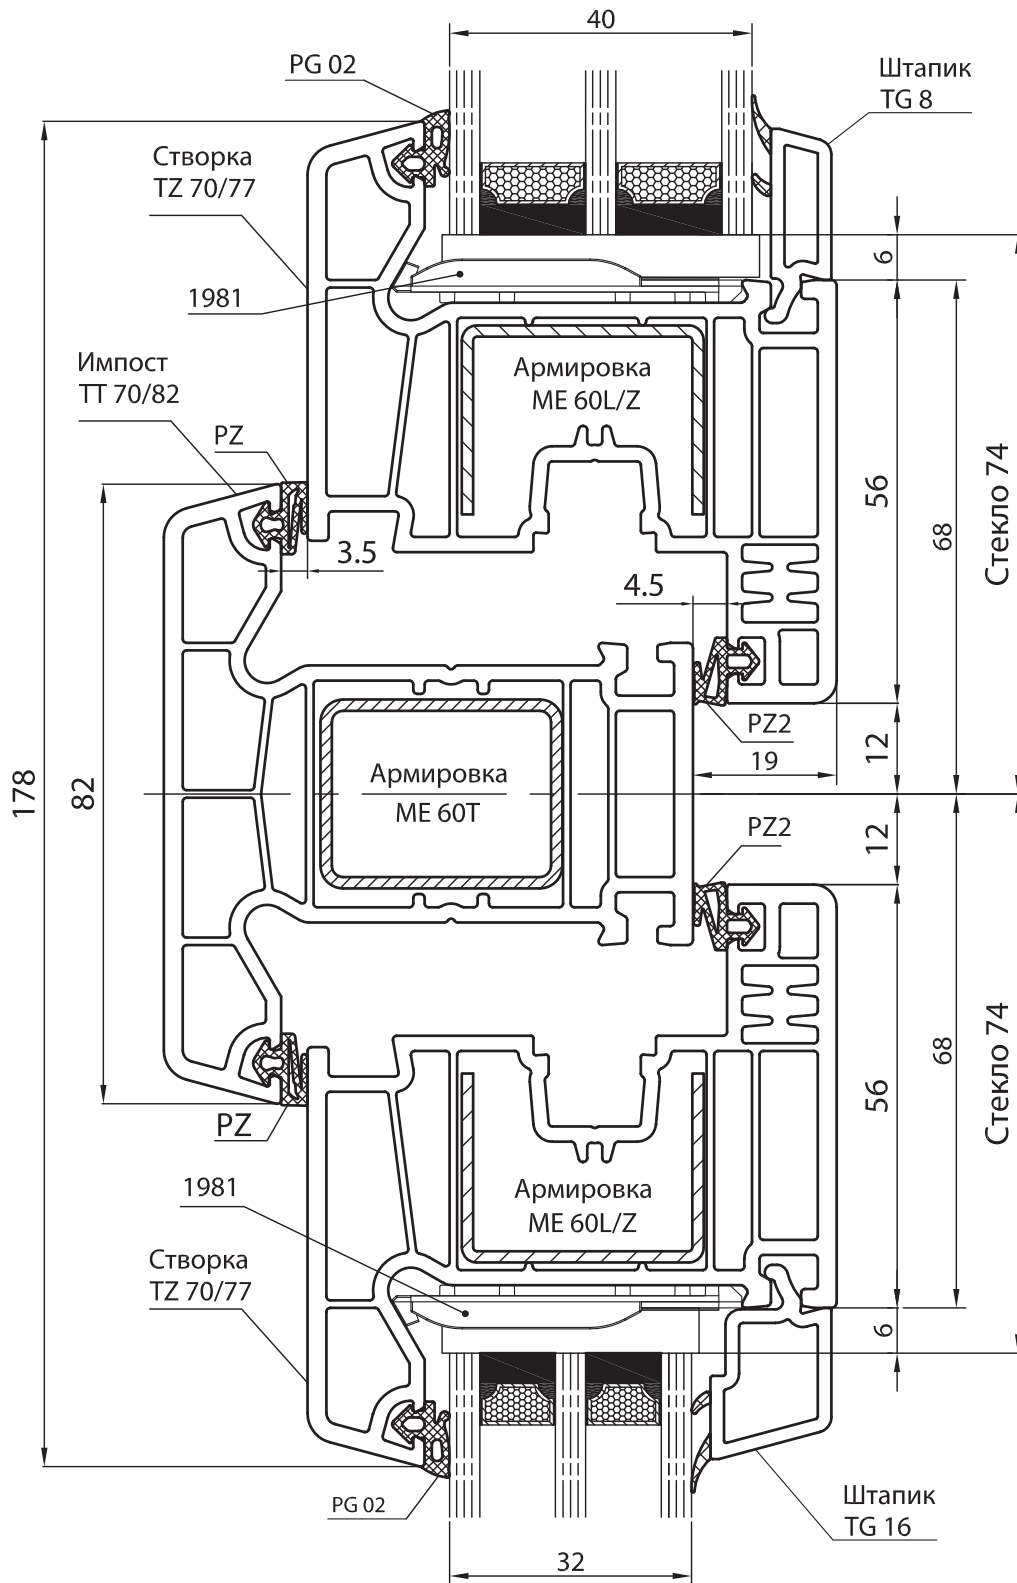 40
PG 02
Штапик
TG 8
Створка
TZ 70/77
6
1981
Импост
TT 70/82
Армировка
ME 60L/Z
PZ
56
68
Стекло 74
3.5
4.5
PZ2
19
12
178
82
Армировка
ME 60T
PZ2
12
PZ
56
68
Стекло 74
1981
Армировка
ME 60L/Z
Створка
TZ 70/77
6
PG 02
Штапик
TG 16
32